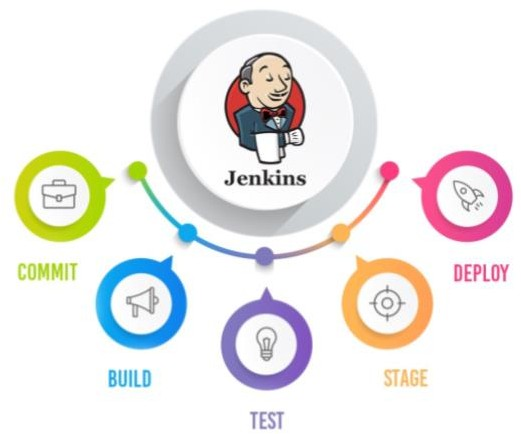 Jenkins
COMMIT
BUILD
TEST
STAGE
DEPLOY